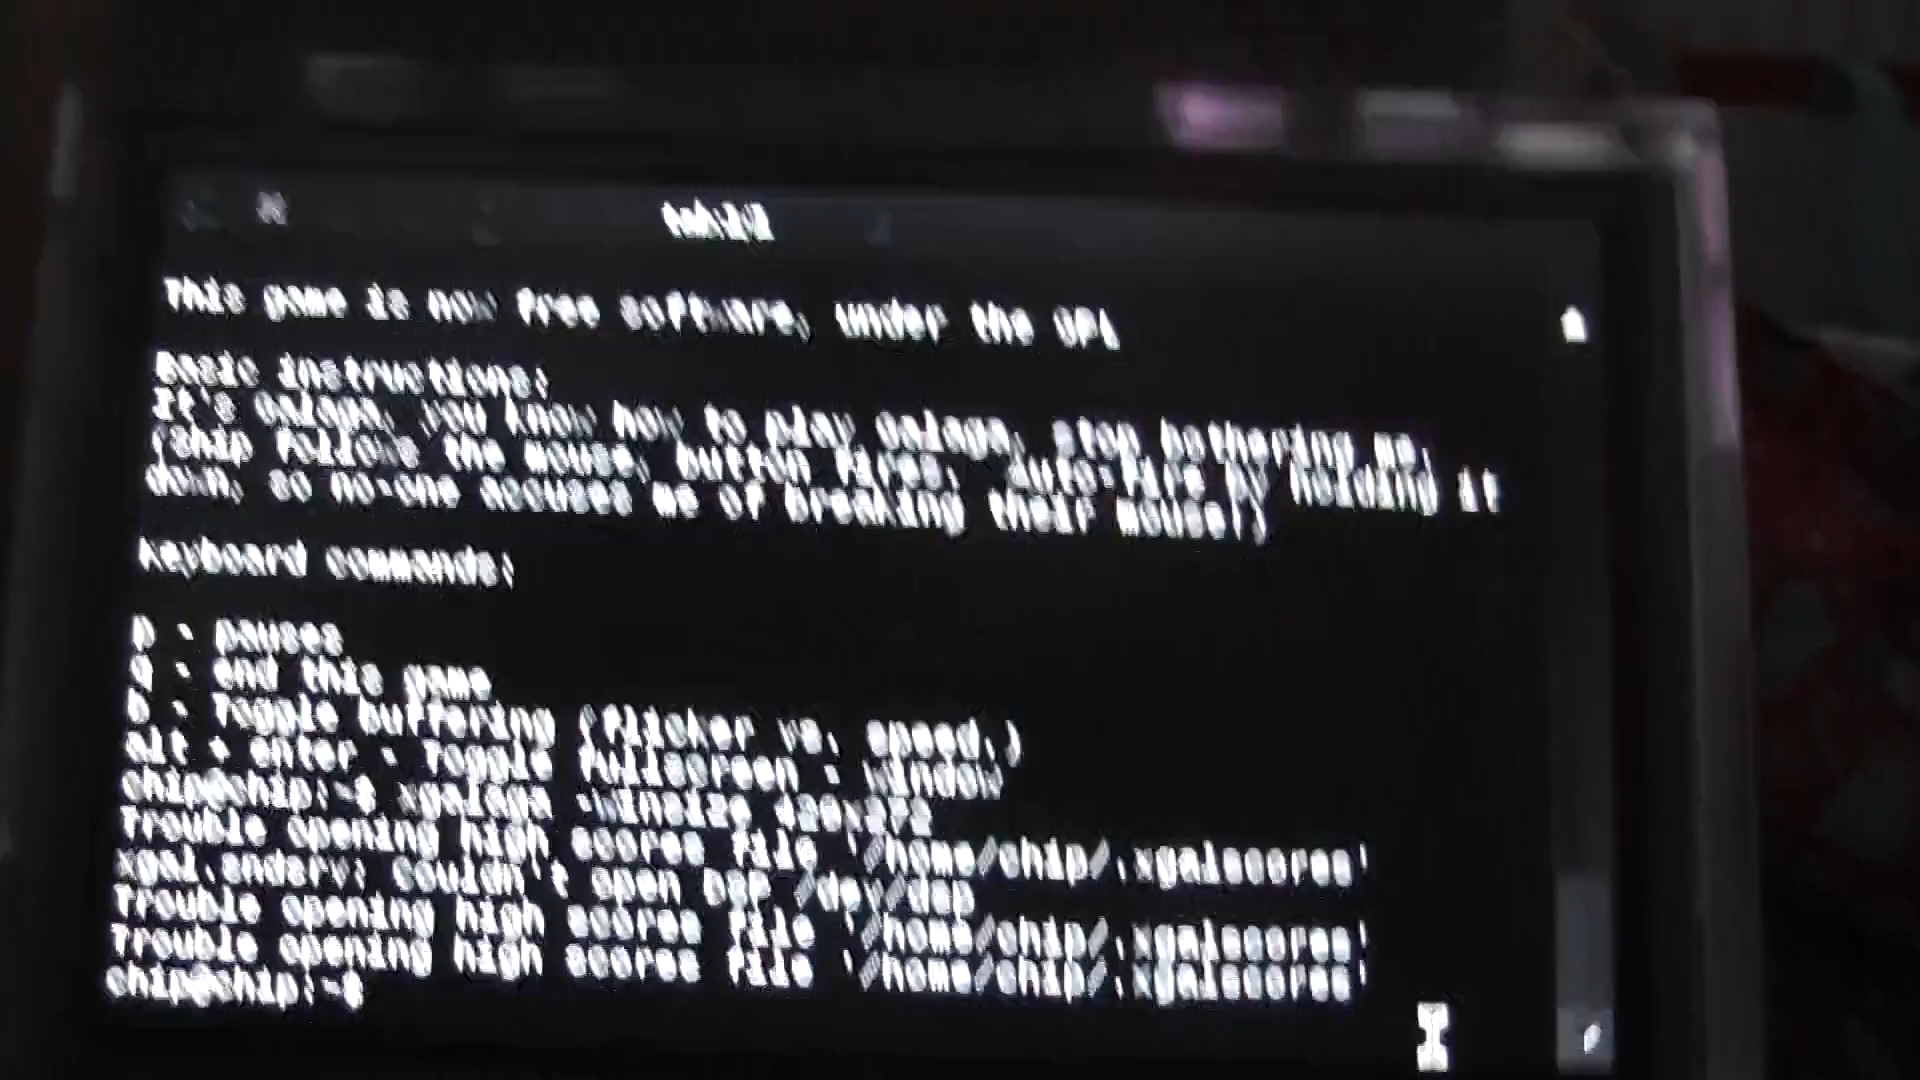 This game is now free software, under the GPL
Basic instructions:
It's galaga, you know how to play galaga, stop bothering me.
(ship follows the mouse, button fires. auto-fire by holding it
down, so no-one accuses me of breaking their mouse!)
Keyboard commands:
p - pauses
q - end this game
b - Toggle buffering (flicker vs. speed.)
alt + enter - Toggle fullscreen - window
chip@chip:~$ xgalaga -winsize
Trouble opening high scores file '/home/chip/.xgalscores'
xgal.sndsrv: Couldn't open DSP /dev/dsp
Trouble opening high scores file '/home/chip/.xgalscores'
Trouble opening high scores file '/home/chip/.xgalscores'
chip@chip:~$